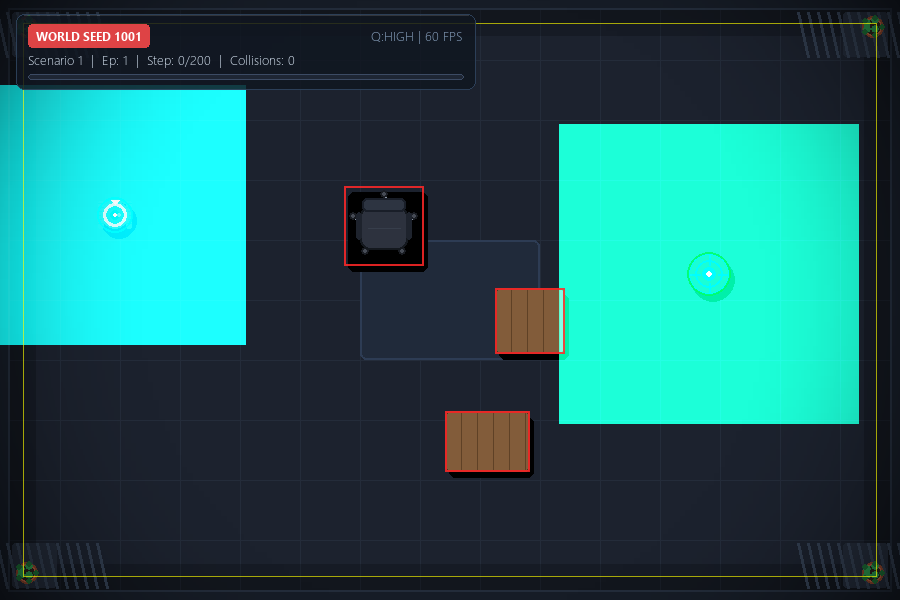 WORLD SEED 1001
Q:HIGH | 60 FPS
Scenario 1 | Ep: 1 | Step: 0/200 | Collisions: 0